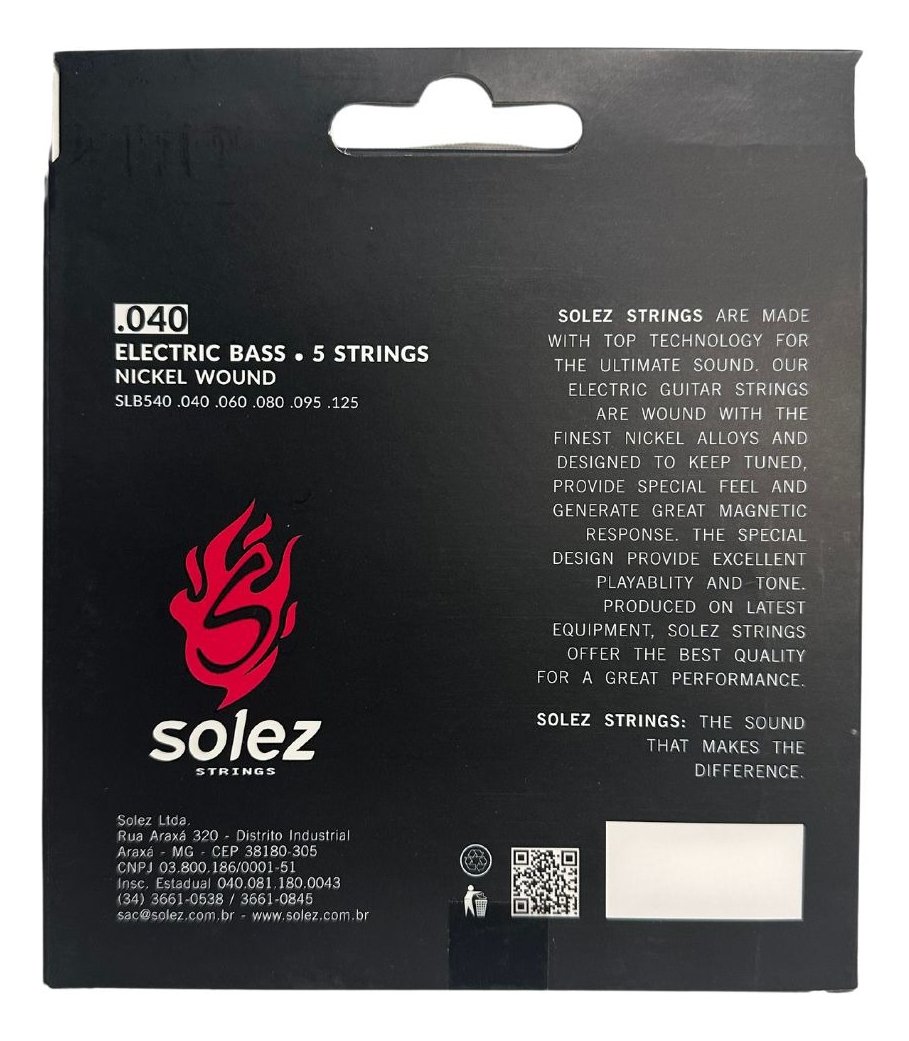 .040
ELECTRIC BASS • 5 STRINGS
NICKEL WOUND
SLB540 .040 .060 .080 .095 .125
SOLEZ STRINGS ARE MADE
WITH TOP TECHNOLOGY FOR
THE ULTIMATE SOUND. OUR
ELECTRIC GUITAR STRINGS
ARE WOUND WITH THE
FINEST NICKEL ALLOYS AND
DESIGNED TO KEEP TUNED,
PROVIDE SPECIAL FEEL AND
GENERATE GREAT MAGNETIC
RESPONSE. THE SPECIAL
DESIGN PROVIDE EXCELLENT
PLAYABLITY AND TONE.
PRODUCED ON LATEST
EQUIPMENT, SOLEZ STRINGS
OFFER THE BEST QUALITY
FOR A GREAT PERFORMANCE.
SOLEZ STRINGS: THE SOUND
THAT MAKES THE
DIFFERENCE.
solez
STRINGS
Solez Ltda.
Rua Araxá 320 - Distrito Industrial
Araxá - MG - CEP 38180-305
CNPJ 03.800.186/0001-51
Insc. Estadual 040.081.180.0043
(34) 3661-0538 / 3661-0845
sac@solez.com.br - www.solez.com.br